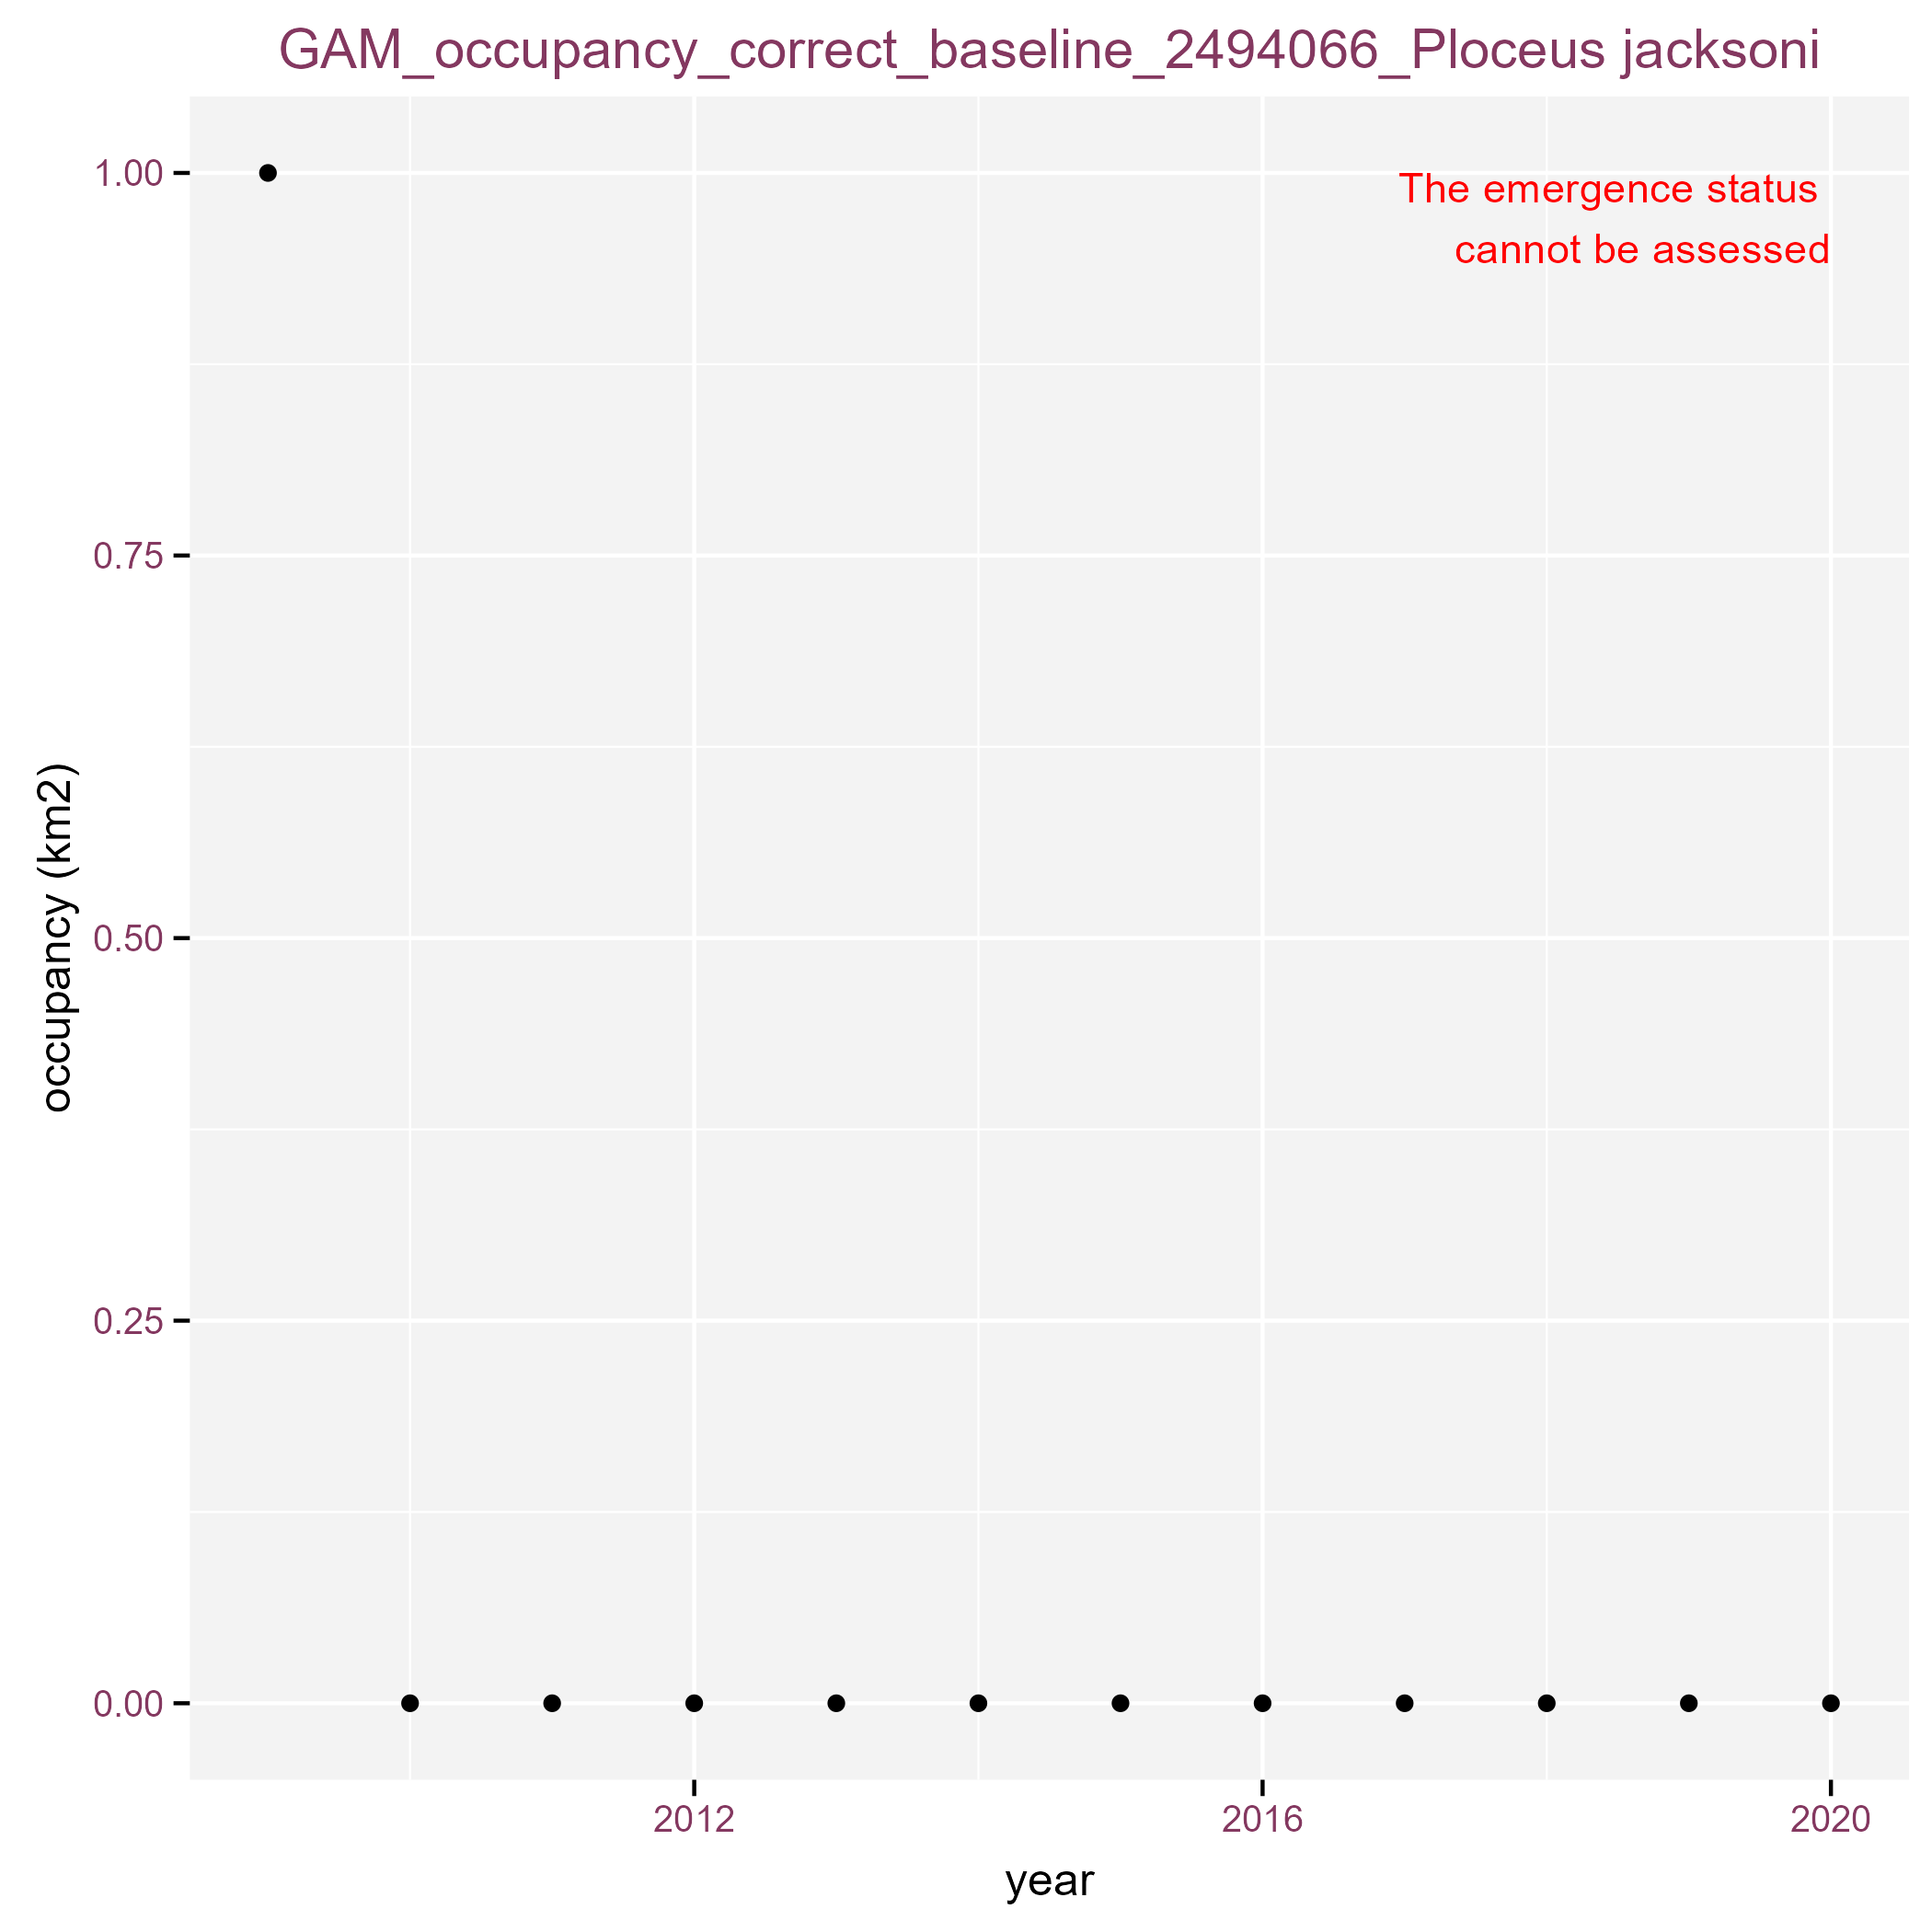 GAM_occupancy_correct_baseline_2494066_Ploceus jacksoni
The emergence status
cannot be assessed
1.00
0.75
0.50
0.25
0.00
occupancy (km2)
2012
2016
2020
year